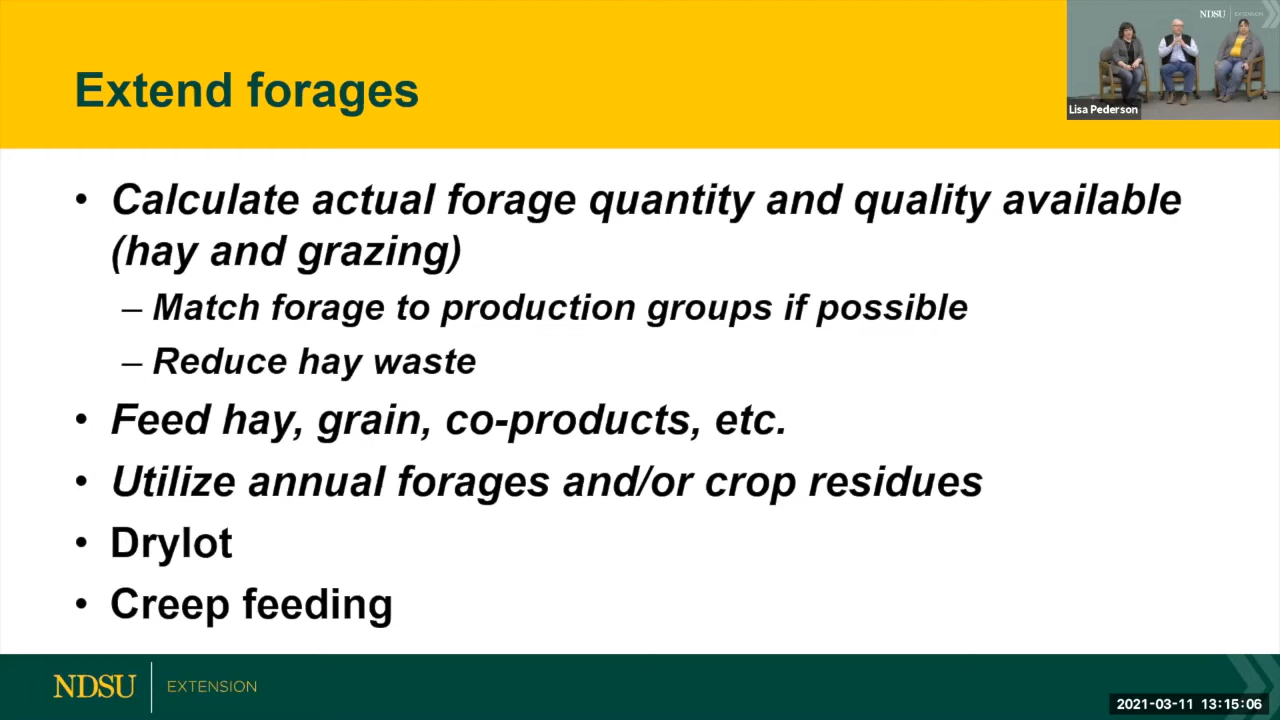 NDSU EXTENSION
Extend forages
Lisa Pederson
• Calculate actual forage quantity and quality available
(hay and grazing)
– Match forage to production groups if possible
– Reduce hay waste
• Feed hay, grain, co-products, etc.
• Utilize annual forages and/or crop residues
• Drylot
• Creep feeding
NDSU EXTENSION
2021-03-11 13:15:06